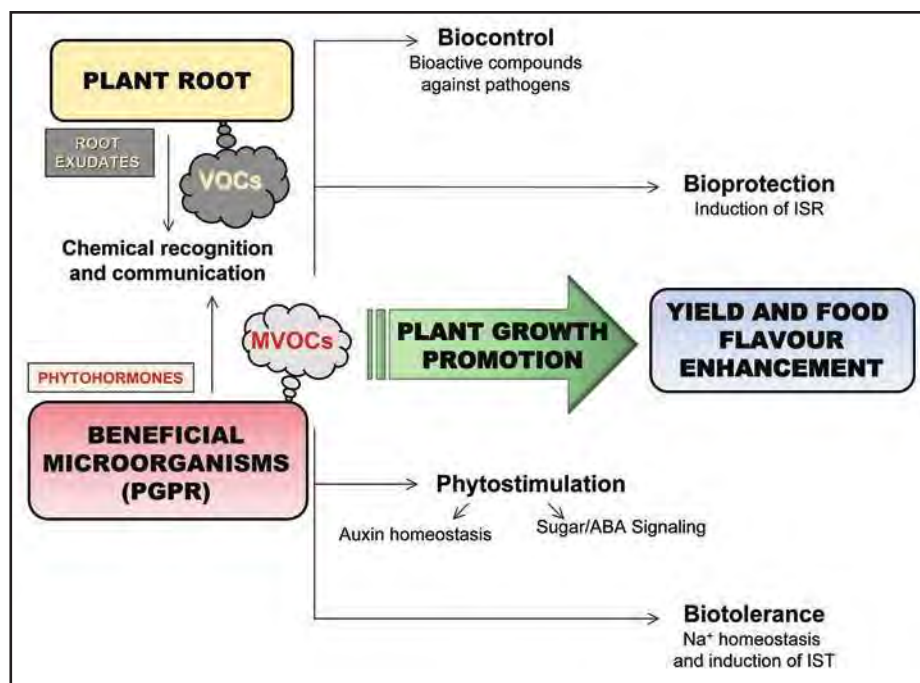 Biocontrol
Bioactive compounds
against pathogens
PLANT ROOT
ROOT
EXUDATES
VOCs
Bioprotection
Induction of ISR
Chemical recognition
and communication
MVOCs
PLANT GROWTH
PROMOTION
YIELD AND FOOD
FLAVOUR
ENHANCEMENT
PHYTOHORMONES
BENEFICIAL
MICROORGANISMS
(PGPR)
Phytostimulation
Auxin homeostasis
Sugar/ABA Signaling
Biotolerance
Na⁺ homeostasis
and induction of IST